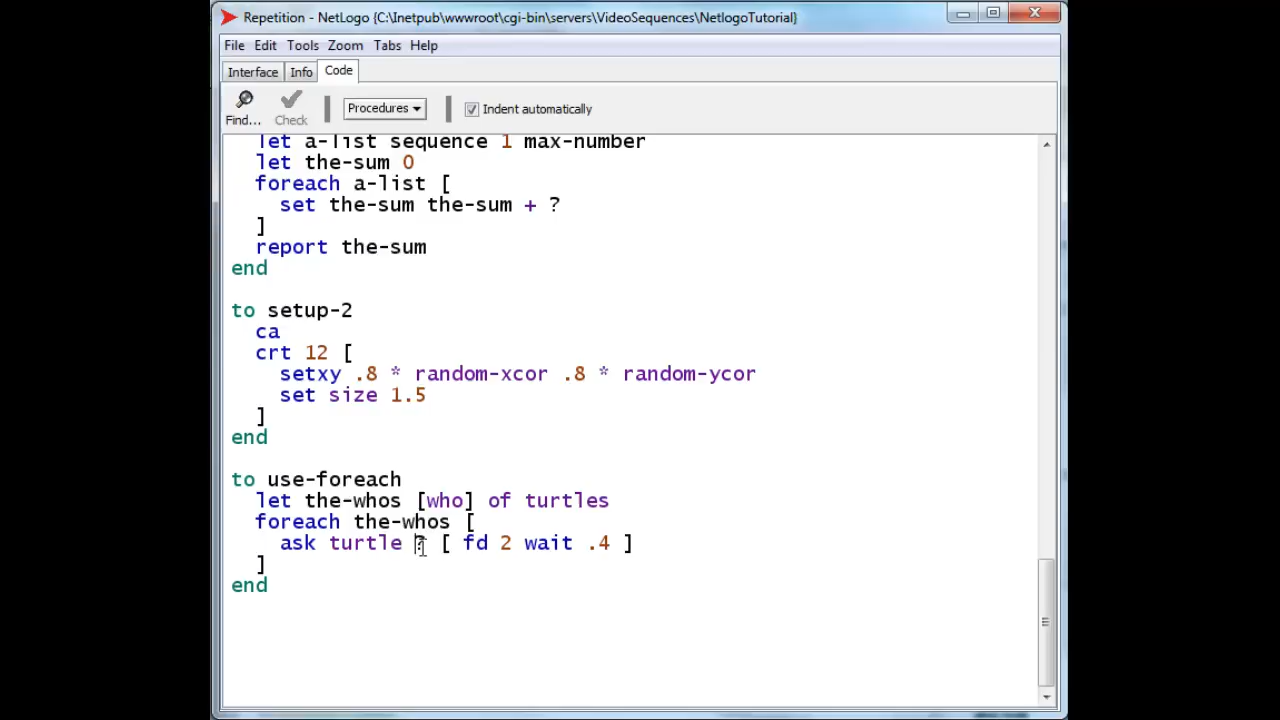 Repetition - NetLogo {C:\Inetpub\wwwroot\cgi-bin\servers\VideoSequences\NetlogoTutorial}
File Edit Tools Zoom Tabs Help
Interface Info Code
Find... Check Procedures Indent automatically
let a-list sequence 1 max-number
let the-sum 0
foreach a-list [
set the-sum the-sum + ?
]
report the-sum
end
to setup-2
ca
crt 12 [
setxy .8 * random-xcor .8 * random-ycor
set size 1.5
]
end
to use-foreach
let the-whos [who] of turtles
foreach the-whos [
ask turtle ? [ fd 2 wait .4 ]
]
end